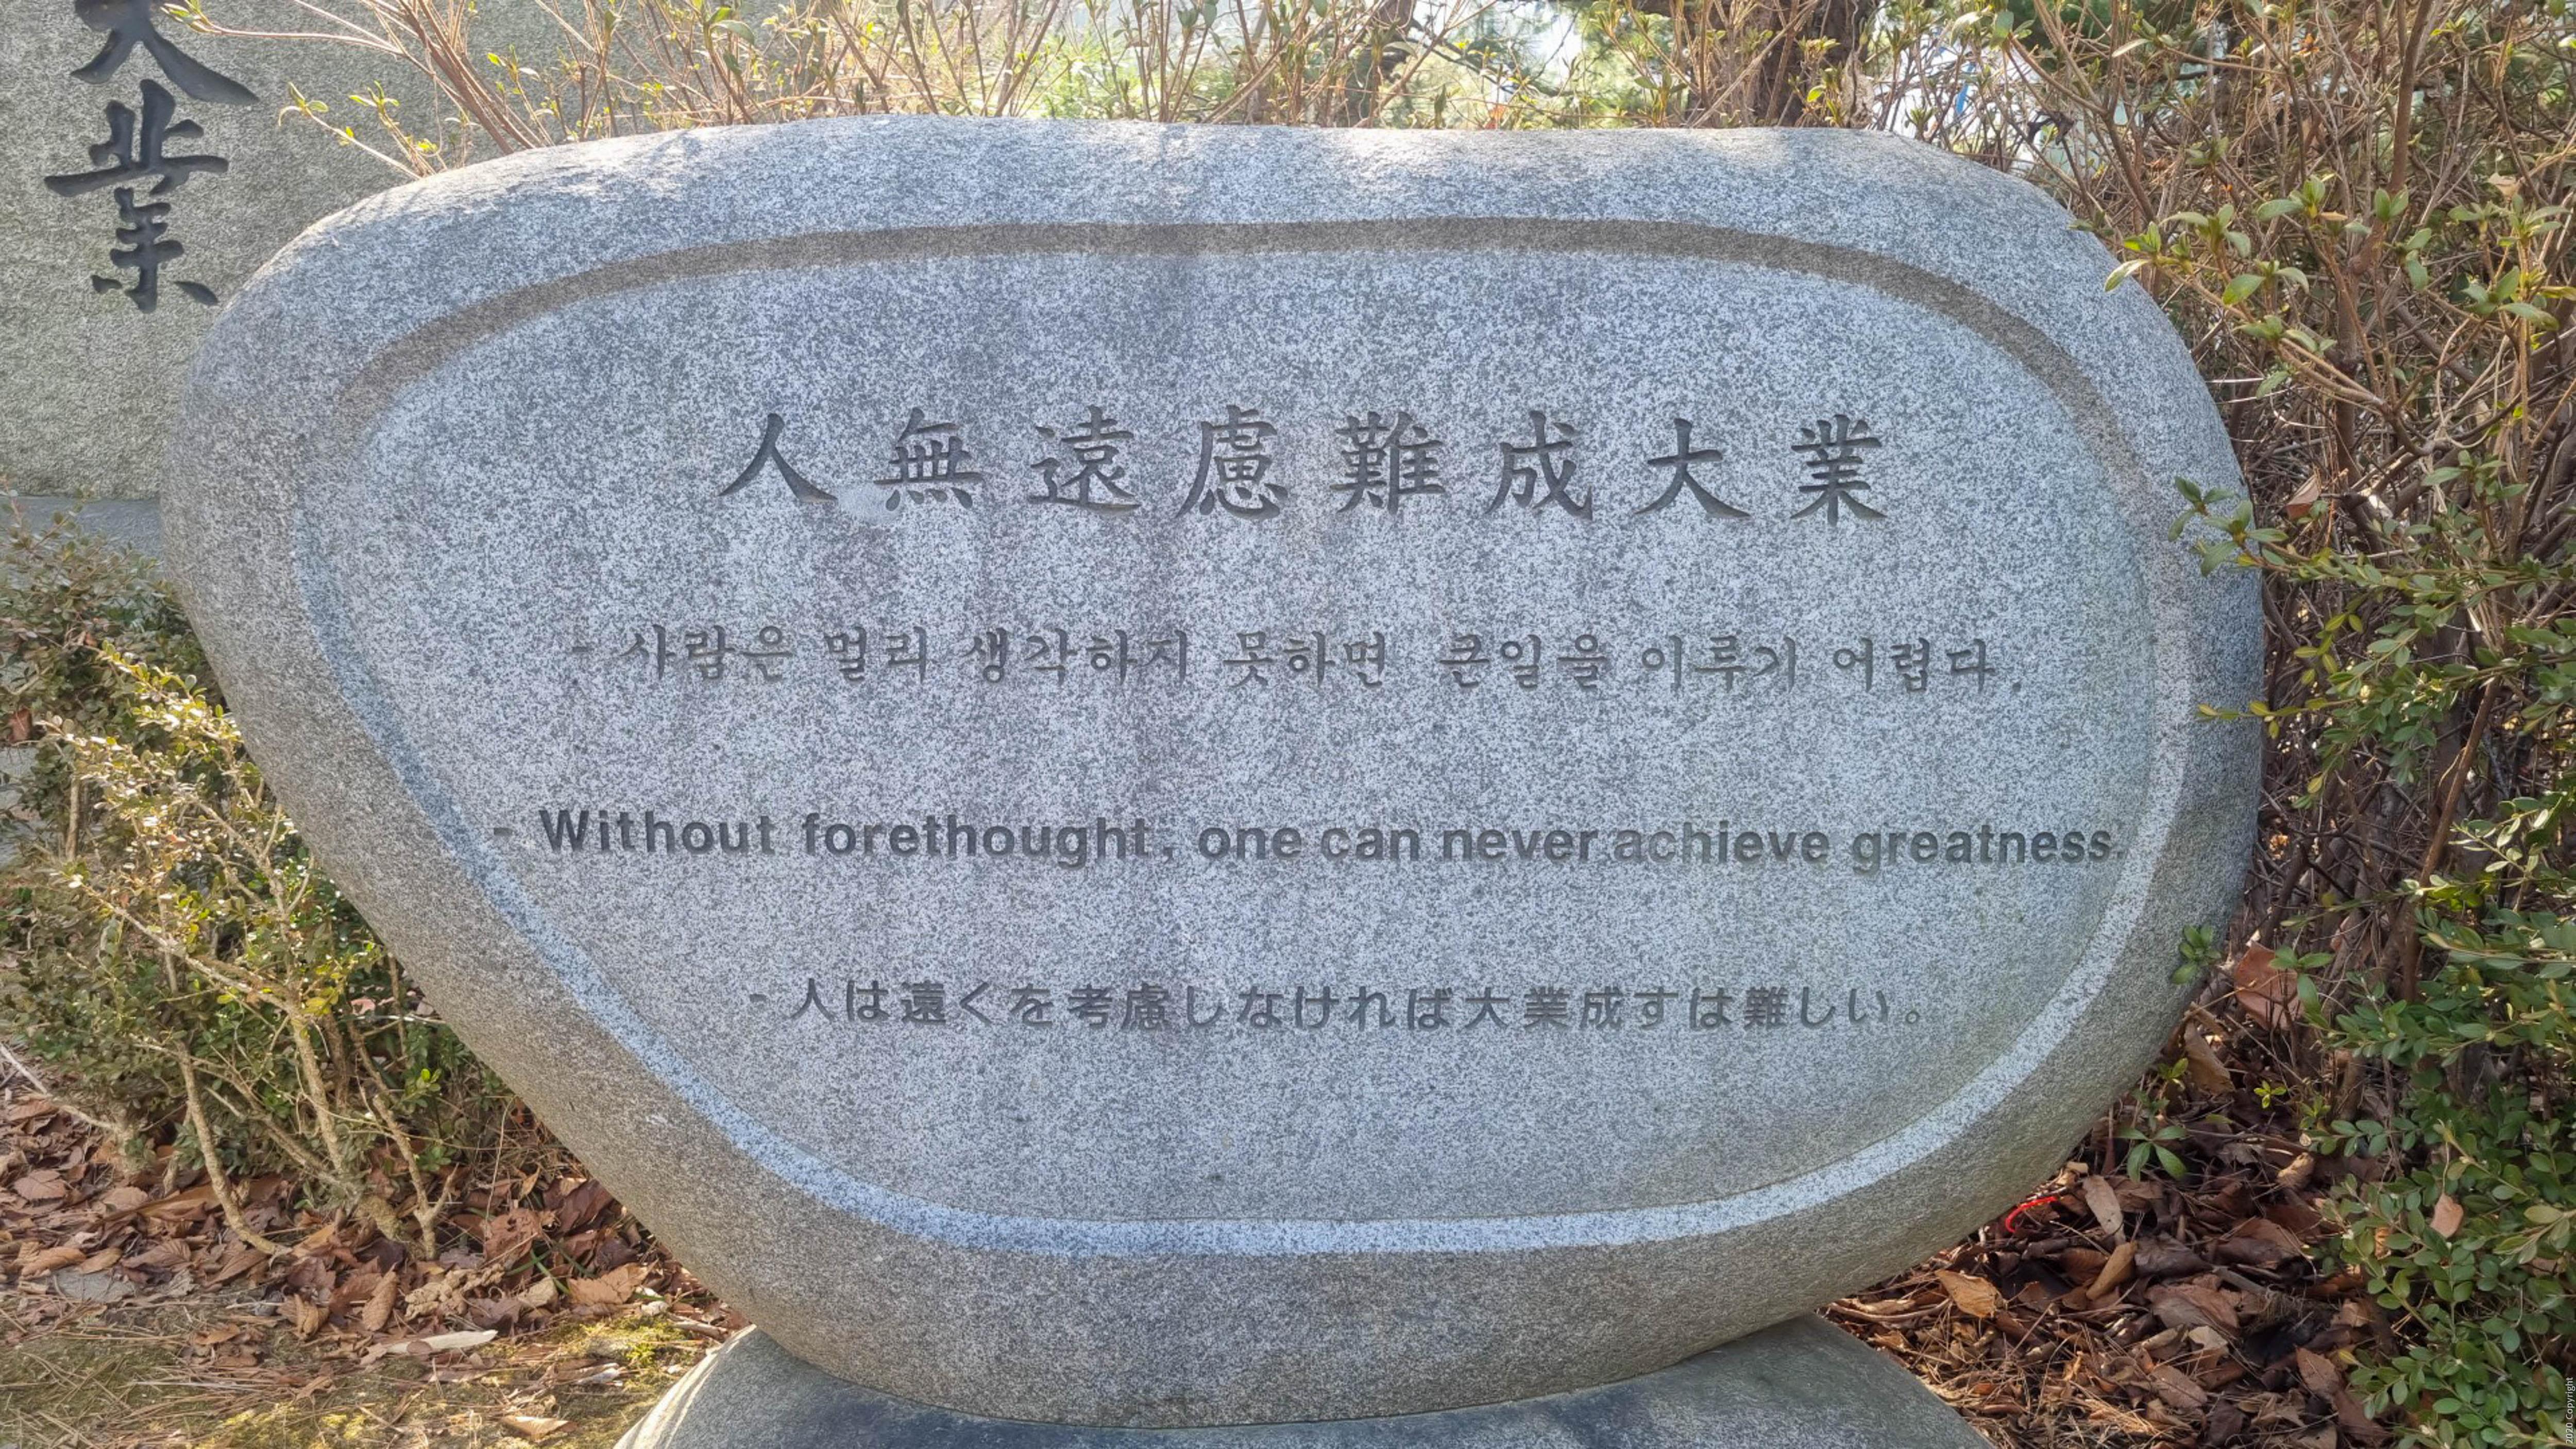 大業
人無遠慮難成大業
- 사람은 멀리 생각하지 못하면 큰일을 이루기 어렵다.
- Without forethought, one can never achieve greatness.
- 人は遠くを考慮しなければ大業成すは難しい。